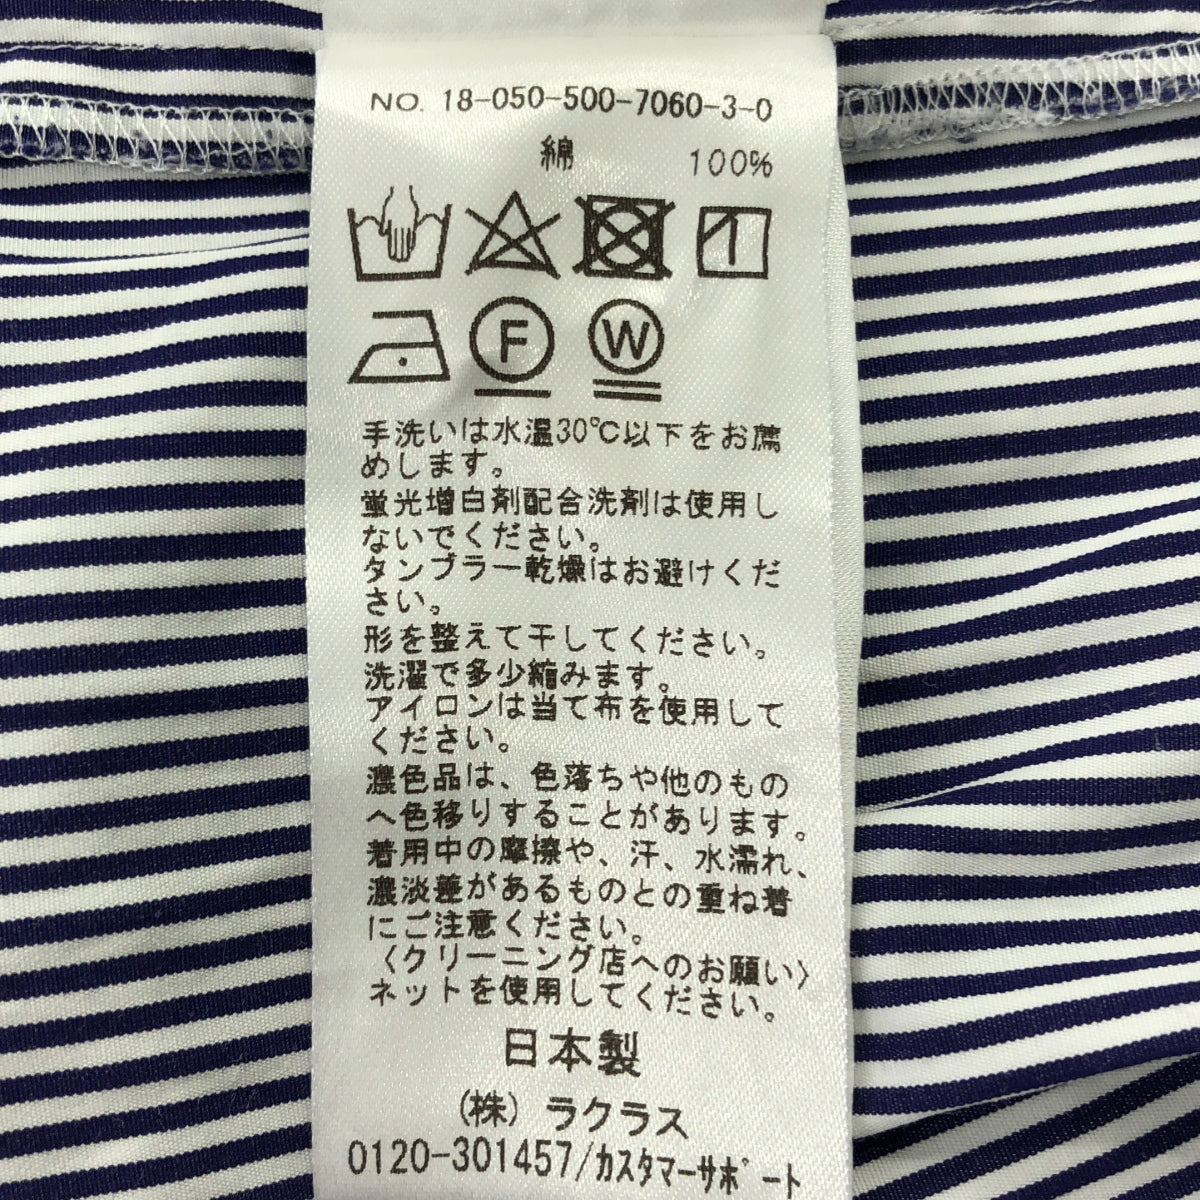 NO. 18-050-500-7060-3-0
綿 100%
F W
手洗いは水温30℃以下をお薦
めします。
蛍光増白剤配合洗剤は使用し
ないでください。
タンブラー乾燥はお避けくだ
さい。
形を整えて干してください。
洗濯で多少縮みます。
アイロンは当て布を使用して
ください。
濃色品は、色落ちや他のもの
へ色移りすることがあります。
着用中の摩擦や、汗、水濡れ、
濃淡差があるものとの重ね着
にご注意ください。
〈クリーニング店へのお願い〉
ネットを使用してください。
日本製
(株) ラクラス
0120-301457/カスタマーサポート